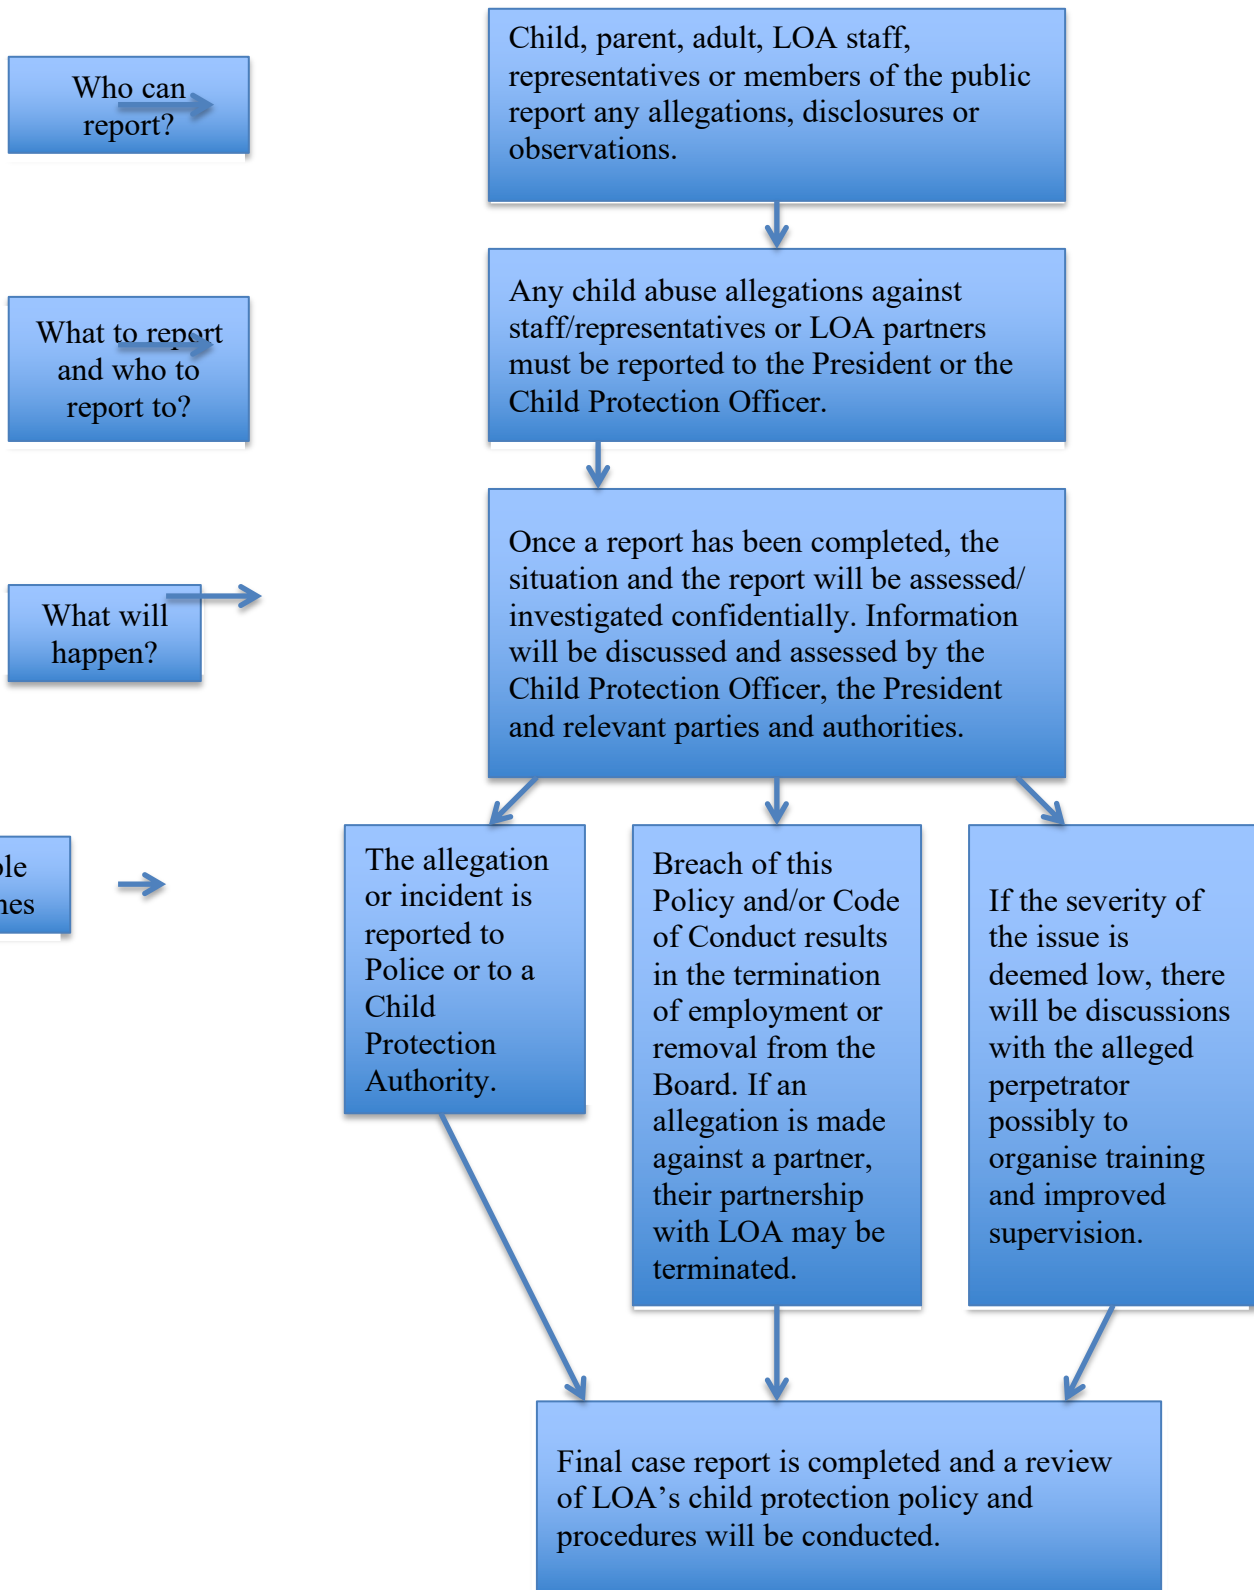 Who can
report?
Child, parent, adult, LOA staff,
representatives or members of the public
report any allegations, disclosures or
observations.
What to report
and who to
report to?
Any child abuse allegations against
staff/representatives or LOA partners
must be reported to the President or the
Child Protection Officer.
What will
happen?
Once a report has been completed, the
situation and the report will be assessed/
investigated confidentially. Information
will be discussed and assessed by the
Child Protection Officer, the President
and relevant parties and authorities.
The allegation
or incident is
reported to
Police or to a
Child
Protection
Authority.
Breach of this
Policy and/or Code
of Conduct results
in the termination
of employment or
removal from the
Board. If an
allegation is made
against a partner,
their partnership
with LOA may be
terminated.
If the severity of
the issue is
deemed low, there
will be discussions
with the alleged
perpetrator
possibly to
organise training
and improved
supervision.
Final case report is completed and a review
of LOA’s child protection policy and
procedures will be conducted.